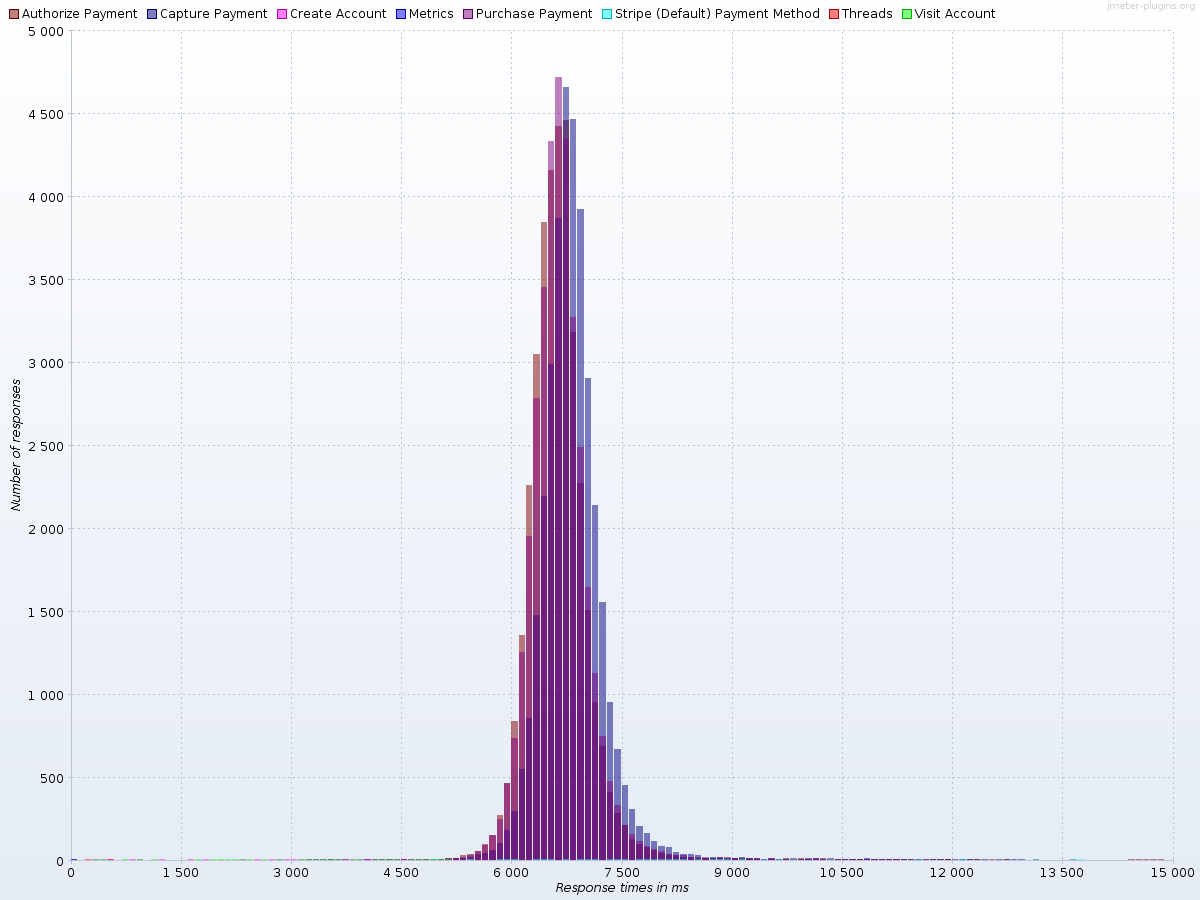 Authorize Payment Capture Payment Create Account Metrics Purchase Payment Stripe (Default) Payment Method Threads Visit Account
jmeter-plugins.org
5 000
4 500
4 000
3 500
3 000
2 500
2 000
1 500
1 000
500
0
Number of responses
0 1 500 3 000 4 500 6 000 7 500 9 000 10 500 12 000 13 500 15 000
Response times in ms